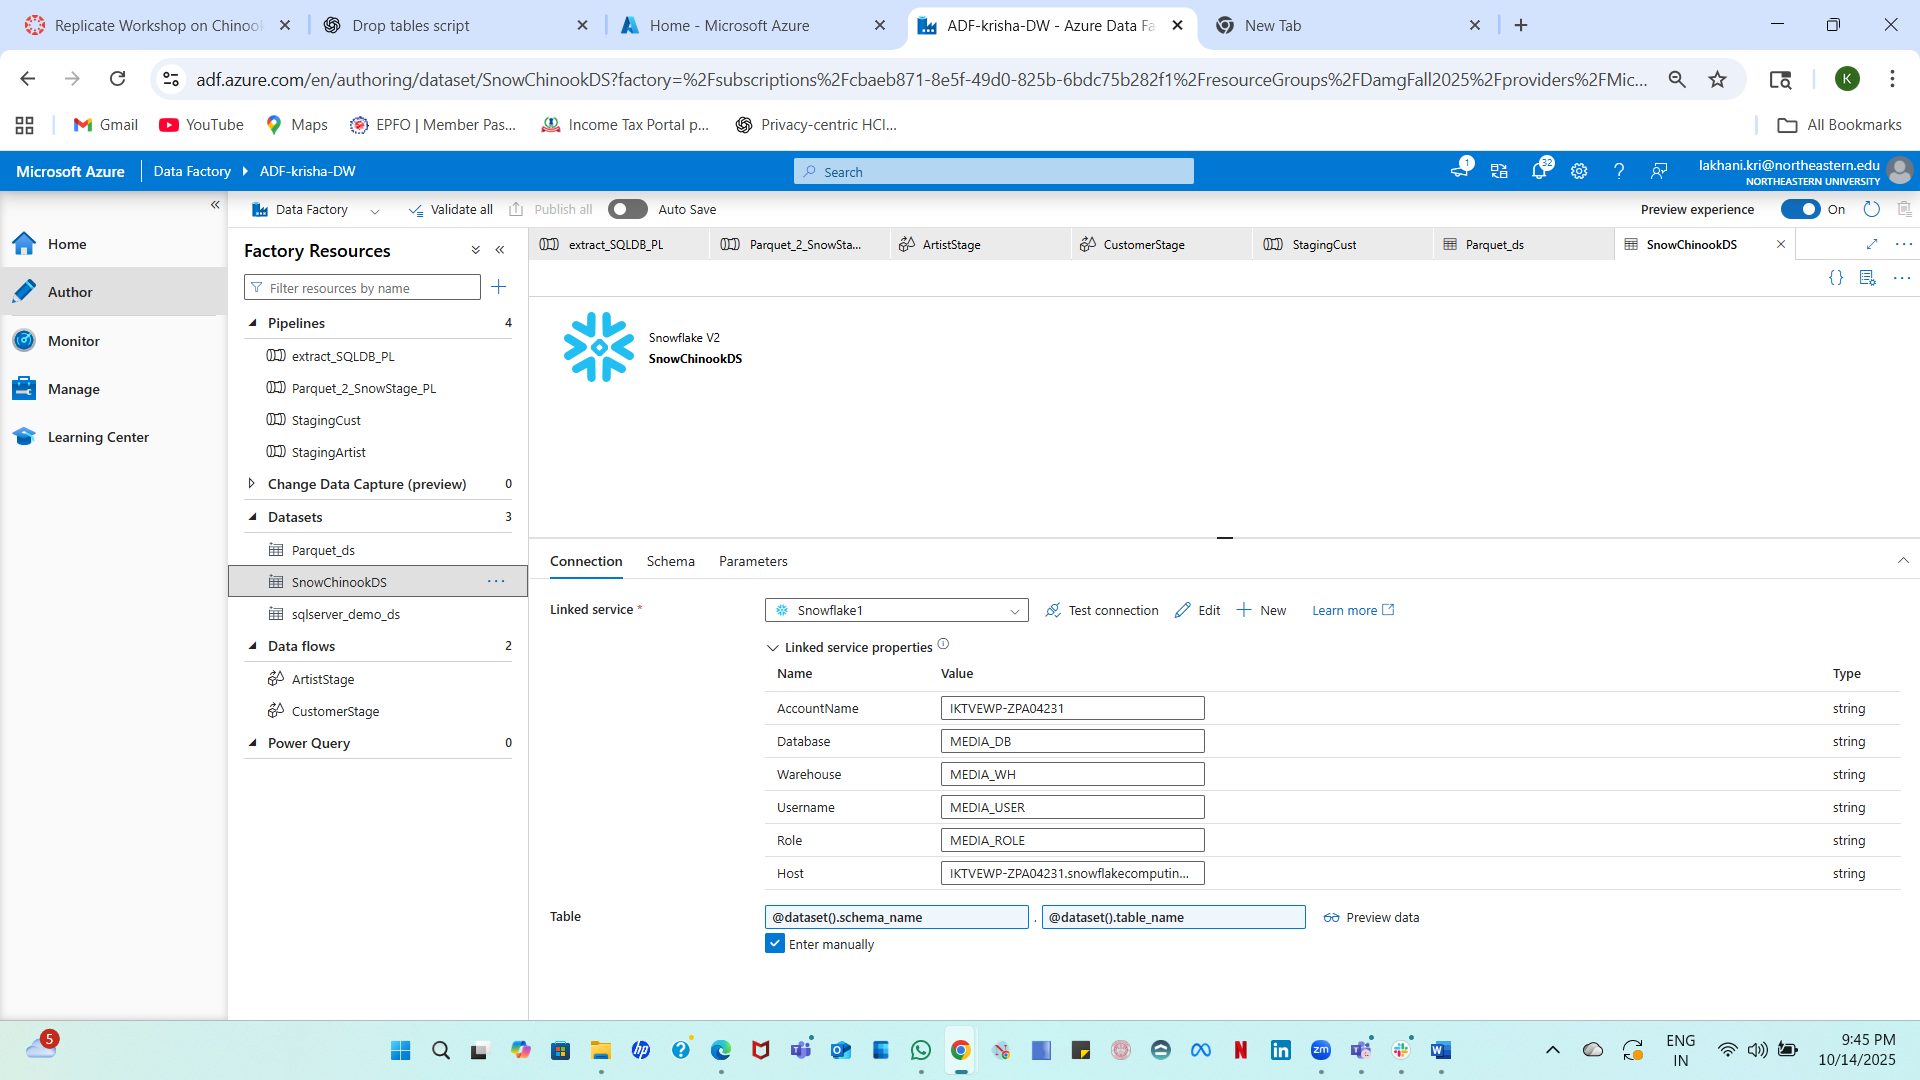 Replicate Workshop on Chinook
Drop tables script
Home - Microsoft Azure
ADF-krisha-DW - Azure Data Fa
New Tab
adf.azure.com/en/authoring/dataset/SnowChinookDS?factory=%2Fsubscriptions%2Fcbaeb871-8e5f-49d0-825b-6bdc75b282f1%2FresourceGroups%2FDamgFall2025%2Fproviders%2FMic...
K
Gmail
YouTube
Maps
EPFO | Member Pas...
Income Tax Portal p...
Privacy-centric HCI...
All Bookmarks
Microsoft Azure
Data Factory
ADF-krisha-DW
Search
1
32
lakhani.kri@northeastern.edu
NORTHEASTERN UNIVERSITY
Data Factory
Validate all
Publish all
Auto Save
Preview experience
On
Home
Author
Monitor
Manage
Learning Center
Factory Resources
Filter resources by name
Pipelines 4
extract_SQLDB_PL
Parquet_2_SnowStage_PL
StagingCust
StagingArtist
Change Data Capture (preview) 0
Datasets 3
Parquet_ds
SnowChinookDS
sqlserver_demo_ds
Data flows 2
ArtistStage
CustomerStage
Power Query 0
extract_SQLDB_PL
Parquet_2_SnowSta...
ArtistStage
CustomerStage
StagingCust
Parquet_ds
SnowChinookDS
{}
Snowflake V2
SnowChinookDS
Connection
Schema
Parameters
Linked service *
Snowflake1
Test connection
Edit
New
Learn more
Linked service properties
Name Value Type
AccountName IKTVEWP-ZPA04231 string
Database MEDIA_DB string
Warehouse MEDIA_WH string
Username MEDIA_USER string
Role MEDIA_ROLE string
Host IKTVEWP-ZPA04231.snowflakecomputin... string
Table
@dataset().schema_name . @dataset().table_name
Preview data
Enter manually
5
ENG
IN
9:45 PM
10/14/2025